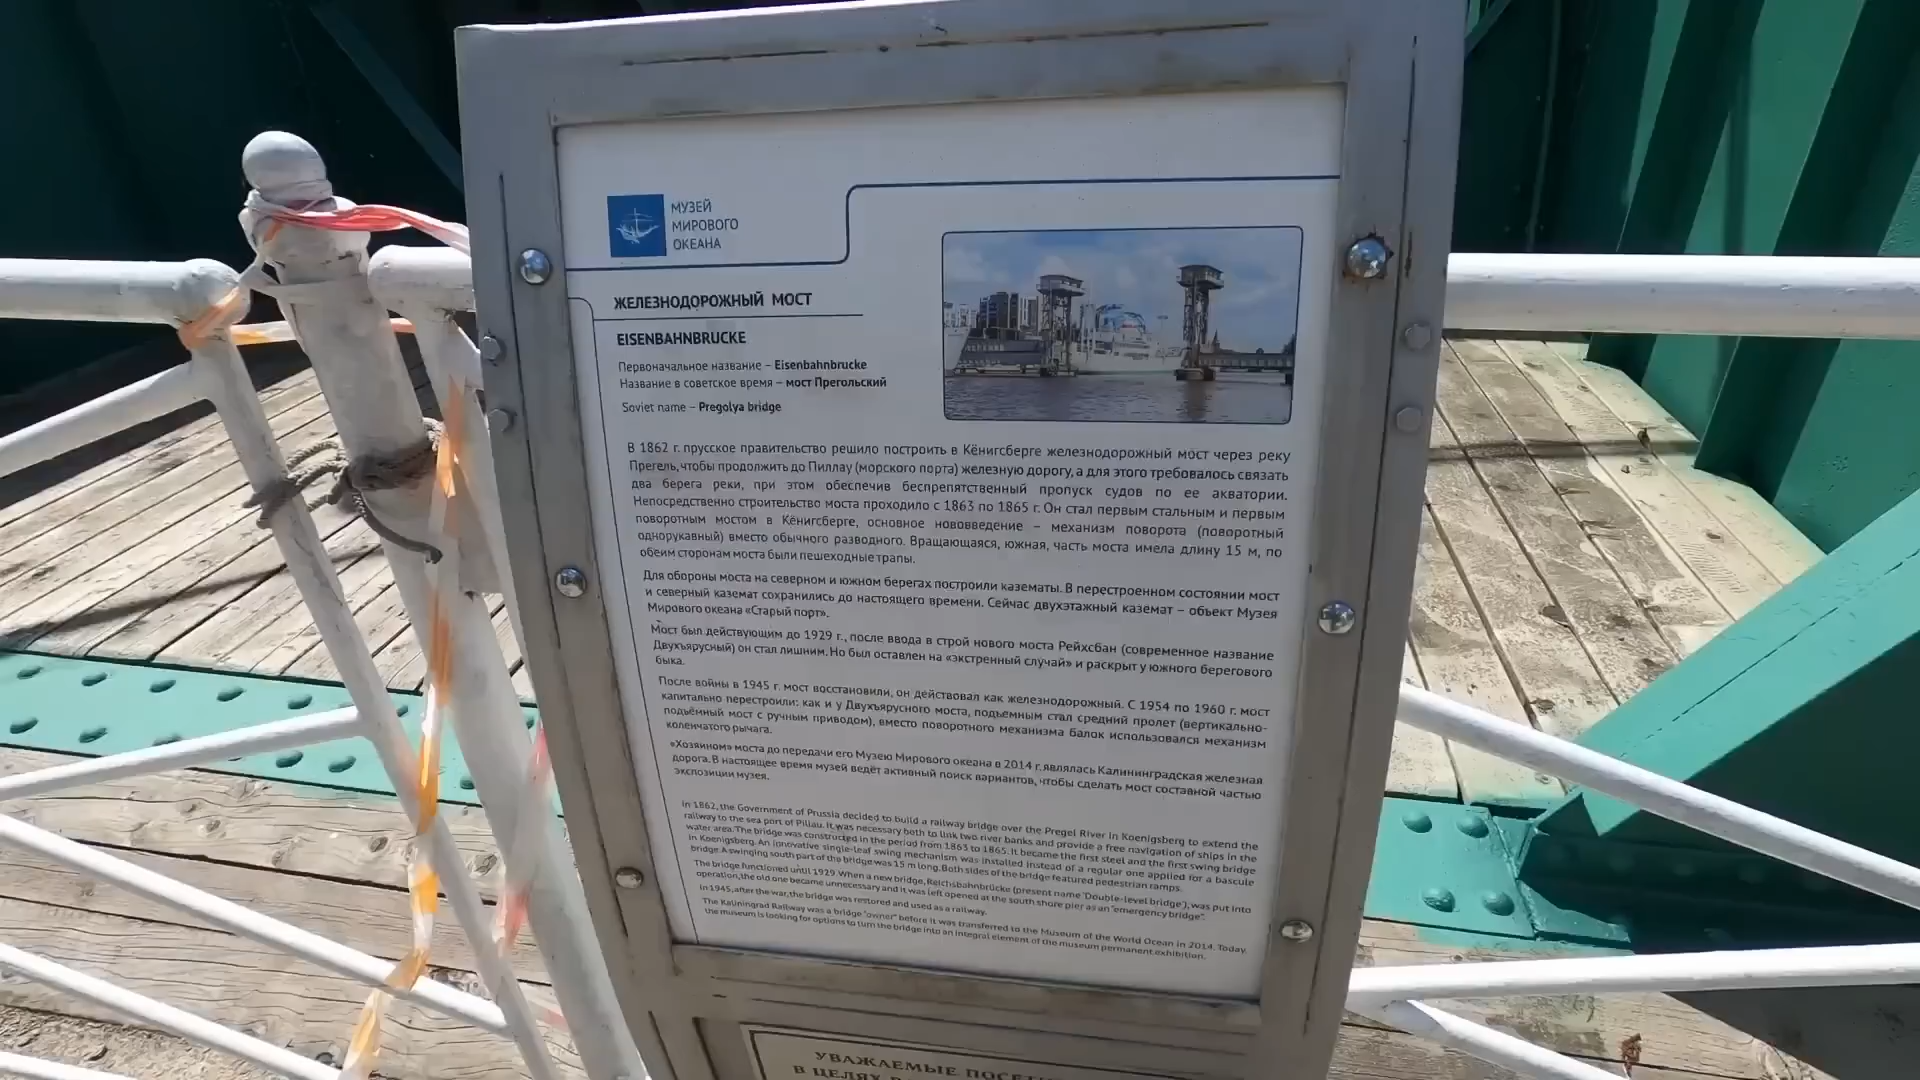 МУЗЕЙ
МИРОВОГО
ОКЕАНА
ЖЕЛЕЗНОДОРОЖНЫЙ МОСТ
EISENBAHNBRUCKE
Первоначальное название – Eisenbahnbrucke
Название в советское время – мост Прегольский
Soviet name – Pregolya bridge
В 1862 г. прусское правительство решило построить в Кёнигсберге железнодорожный мост через реку
Прегель, чтобы продолжить до Пиллау (морского порта) железную дорогу, а для этого требовалось связать
два берега реки, при этом обеспечив беспрепятственный пропуск судов по ее акватории.
Непосредственно строительство моста проходило с 1863 по 1865 г. Он стал первым стальным и первым
поворотным мостом в Кёнигсберге, основное нововведение – механизм поворота (поворотный
однорукавный) вместо обычного разводного. Вращающаяся, южная, часть моста имела длину 15 м, по
обеим сторонам моста были пешеходные трапы.
Для обороны моста на северном и южном берегах построили казематы. В перестроенном состоянии мост
и северный каземат сохранились до настоящего времени. Сейчас двухэтажный каземат – объект Музея
Мирового океана «Старый порт».
Мост был действующим до 1929 г., после ввода в строй нового моста Рейхсбан (современное название
Двухъярусный) он стал лишним. Но был оставлен на «экстренный случай» и раскрыт у южного берегового
быка.
После войны в 1945 г. мост восстановили, он действовал как железнодорожный. С 1954 по 1960 г. мост
капитально перестроили: как и у Двухъярусного моста, подъемным стал средний пролет (вертикально-
подъёмный мост с ручным приводом), вместо поворотного механизма балок использовался механизм
коленчатого рычага.
«Хозяином» моста до передачи его Музею Мирового океана в 2014 г. являлась Калининградская железная
дорога. В настоящее время музей ведёт активный поиск вариантов, чтобы сделать мост составной частью
экспозиции музея.
In 1862, the Government of Prussia decided to build a railway bridge over the Pregel River in Koenigsberg to extend the
railway to the sea port of Pillau. It was necessary both to link two river banks and provide a free navigation of ships in the
water area. The bridge was constructed in the period from 1863 to 1865. It became the first steel and the first swing bridge
in Koenigsberg. An innovative single-leaf swing mechanism was installed instead of a regular one applied for a bascule
bridge. A swinging south part of the bridge was 15 m long. Both sides of the bridge featured pedestrian ramps.
The bridge functioned until 1929. When a new bridge, Reichsbahnbrücke (present name 'Double-level bridge'), was put into
operation, the old one became unnecessary and it was left opened at the south shore pier as an "emergency bridge".
In 1945, after the war, the bridge was restored and used as a railway.
The Kaliningrad Railway was a bridge "owner" before it was transferred to the Museum of the World Ocean in 2014. Today,
the museum is looking for options to turn the bridge into an integral element of the museum permanent exhibition.
УВАЖАЕМЫЕ
В ЦЕЛЯХ